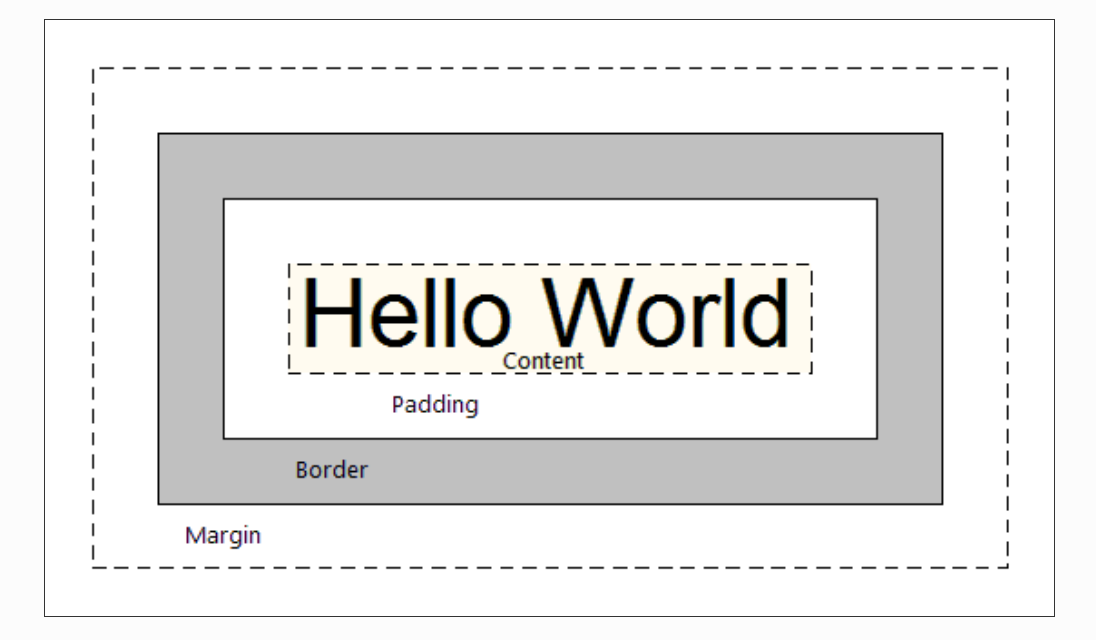 Hello World
Content
Padding
Border
Margin